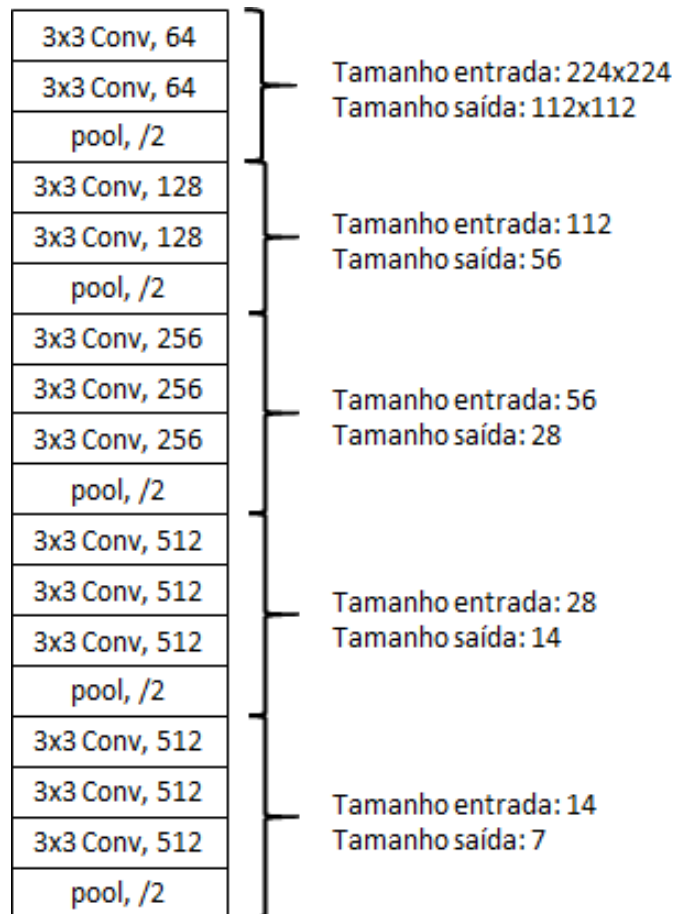 3x3 Conv, 64
3x3 Conv, 64
pool, /2
Tamanho entrada: 224x224
Tamanho saída: 112x112
3x3 Conv, 128
3x3 Conv, 128
pool, /2
Tamanho entrada: 112
Tamanho saída: 56
3x3 Conv, 256
3x3 Conv, 256
3x3 Conv, 256
pool, /2
Tamanho entrada: 56
Tamanho saída: 28
3x3 Conv, 512
3x3 Conv, 512
3x3 Conv, 512
pool, /2
Tamanho entrada: 28
Tamanho saída: 14
3x3 Conv, 512
3x3 Conv, 512
3x3 Conv, 512
pool, /2
Tamanho entrada: 14
Tamanho saída: 7